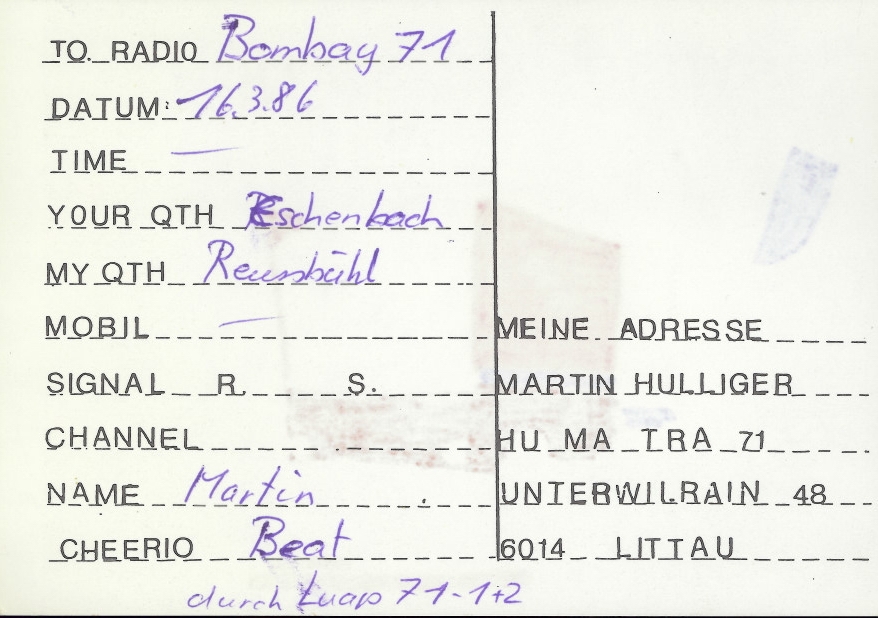 TO RADIO Bombay 71
DATUM: 16.3.86
TIME —
YOUR QTH Eschenbach
MY QTH Reussbühl
MOBIL —
SIGNAL R. S.
CHANNEL
NAME Martin
CHEERIO Beat
durch Luap 71-1+2
MEINE ADRESSE
MARTIN HULLIGER
HU MA TRA 71
UNTERWILRAIN 48
6014 LITTAU